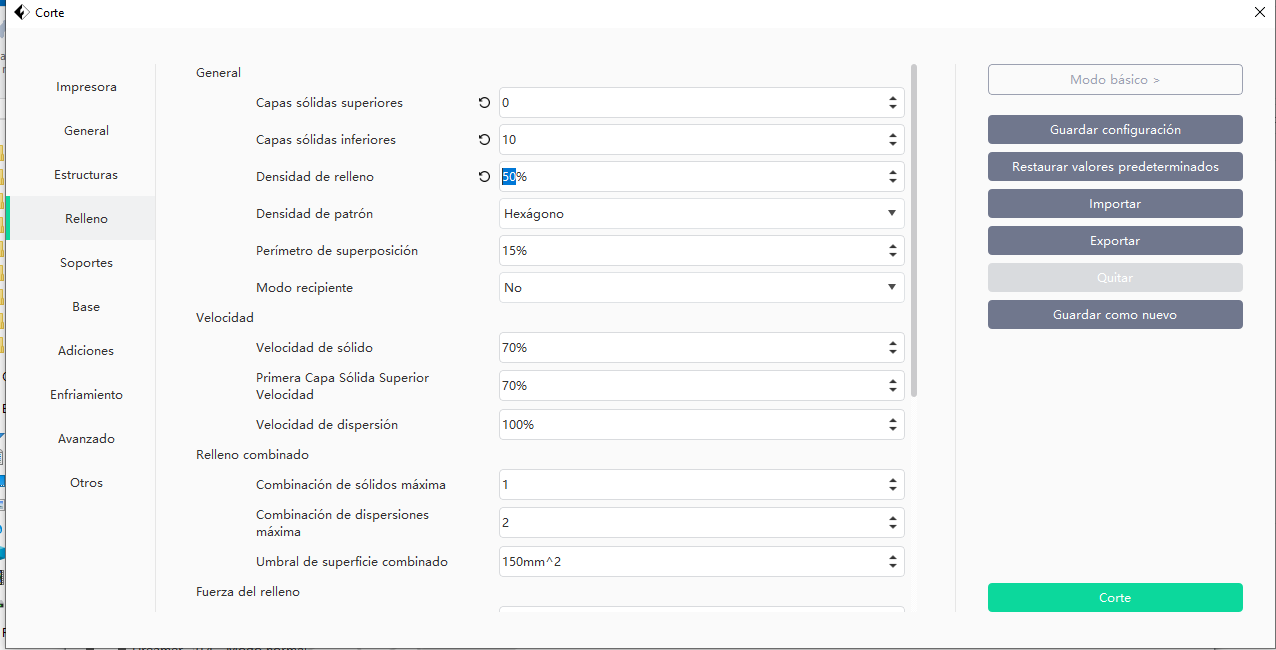 Corte
Impresora
General
Estructuras
Relleno
Soportes
Base
Adiciones
Enfriamiento
Avanzado
Otros
General
Capas sólidas superiores 0
Capas sólidas inferiores 10
Densidad de relleno 50%
Densidad de patrón Hexágono
Perímetro de superposición 15%
Modo recipiente No
Velocidad
Velocidad de sólido 70%
Primera Capa Sólida Superior
Velocidad 70%
Velocidad de dispersión 100%
Relleno combinado
Combinación de sólidos máxima 1
Combinación de dispersiones
máxima 2
Umbral de superficie combinado 150mm^2
Fuerza del relleno
Modo básico >
Guardar configuración
Restaurar valores predeterminados
Importar
Exportar
Quitar
Guardar como nuevo
Corte